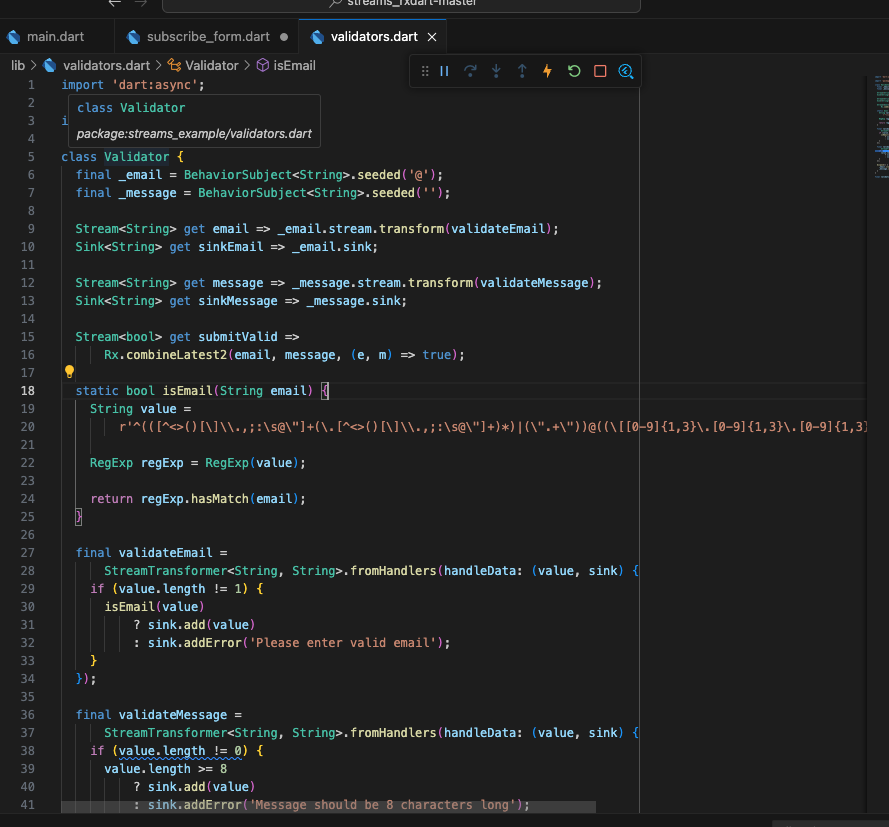 streams_rxdart-master
main.dart
subscribe_form.dart
validators.dart
lib > validators.dart > Validator > isEmail
1 import 'dart:async';
2 class Validator
3 i
package:streams_example/validators.dart
4
5 class Validator {
6 final _email = BehaviorSubject<String>.seeded('@');
7 final _message = BehaviorSubject<String>.seeded('');
8
9 Stream<String> get email => _email.stream.transform(validateEmail);
10 Sink<String> get sinkEmail => _email.sink;
11
12 Stream<String> get message => _message.stream.transform(validateMessage);
13 Sink<String> get sinkMessage => _message.sink;
14
15 Stream<bool> get submitValid =>
16 Rx.combineLatest2(email, message, (e, m) => true);
17
18 static bool isEmail(String email) {
19 String value =
20 r'^(([^<>()[\]\\.,;:\s@\"]+(\.[^<>()[\]\\.,;:\s@\"]+)*)|(\".+\"))@((\[[0-9]{1,3}\.[0-9]{1,3}\.[0-9]{1,3}
21
22 RegExp regExp = RegExp(value);
23
24 return regExp.hasMatch(email);
25 }
26
27 final validateEmail =
28 StreamTransformer<String, String>.fromHandlers(handleData: (value, sink) {
29 if (value.length != 1) {
30 isEmail(value)
31 ? sink.add(value)
32 : sink.addError('Please enter valid email');
33 }
34 });
35
36 final validateMessage =
37 StreamTransformer<String, String>.fromHandlers(handleData: (value, sink) {
38 if (value.length != 0) {
39 value.length >= 8
40 ? sink.add(value)
41 : sink.addError('Message should be 8 characters long');